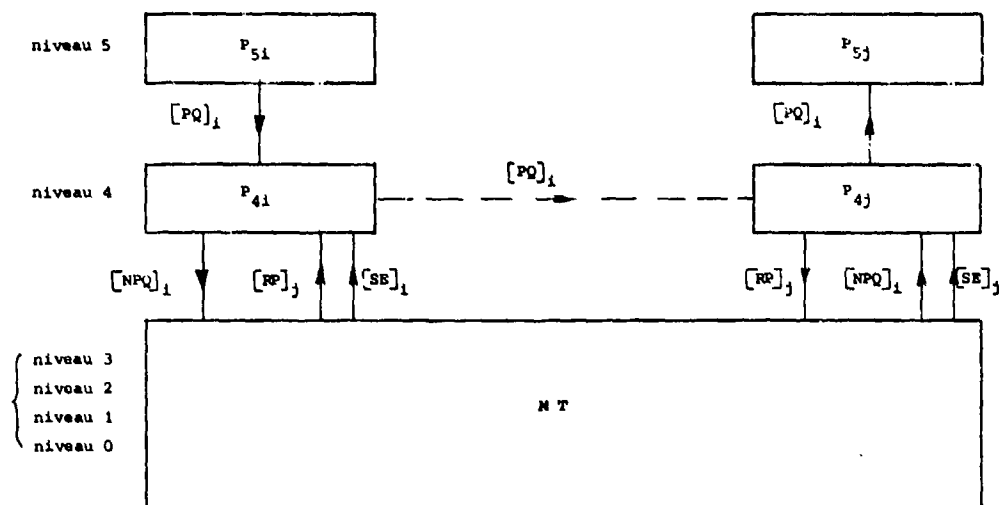 niveau 5 P5i P5j
[PQ]i [PQ]i
niveau 4 P4i [PQ]i P4j
[NPQ]i [RP]j [SE]i [RP]j [NPQ]i [SE]j
niveau 3
niveau 2
niveau 1
niveau 0
N T